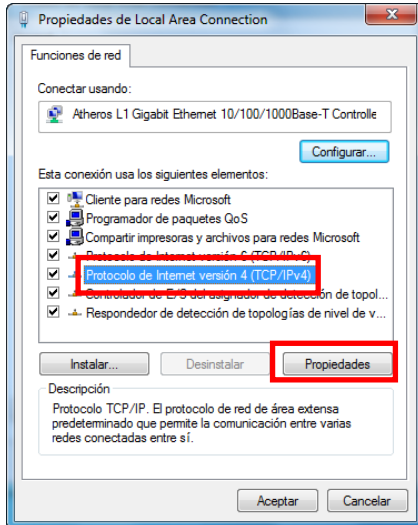 Propiedades de Local Area Connection
Funciones de red
Conectar usando:
Atheros L1 Gigabit Ethernet 10/100/1000Base-T Controlle
Configurar...
Esta conexión usa los siguientes elementos:
Cliente para redes Microsoft
Programador de paquetes QoS
Compartir impresoras y archivos para redes Microsoft
Protocolo de Internet versión 6 (TCP/IPv6)
Protocolo de Internet versión 4 (TCP/IPv4)
Controlador de E/S del asignador de detección de topol...
Respondedor de detección de topologías de nivel de v...
Instalar...
Desinstalar
Propiedades
Descripción
Protocolo TCP/IP. El protocolo de red de área extensa
predeterminado que permite la comunicación entre varias
redes conectadas entre sí.
Aceptar
Cancelar